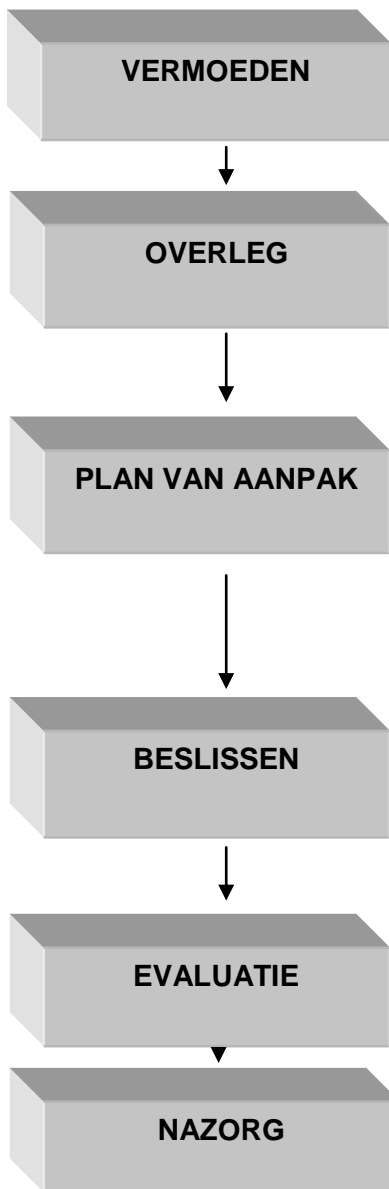 VERMOEDEN
OVERLEG
PLAN VAN AANPAK
BESLISSEN
EVALUATIE
NAZORG